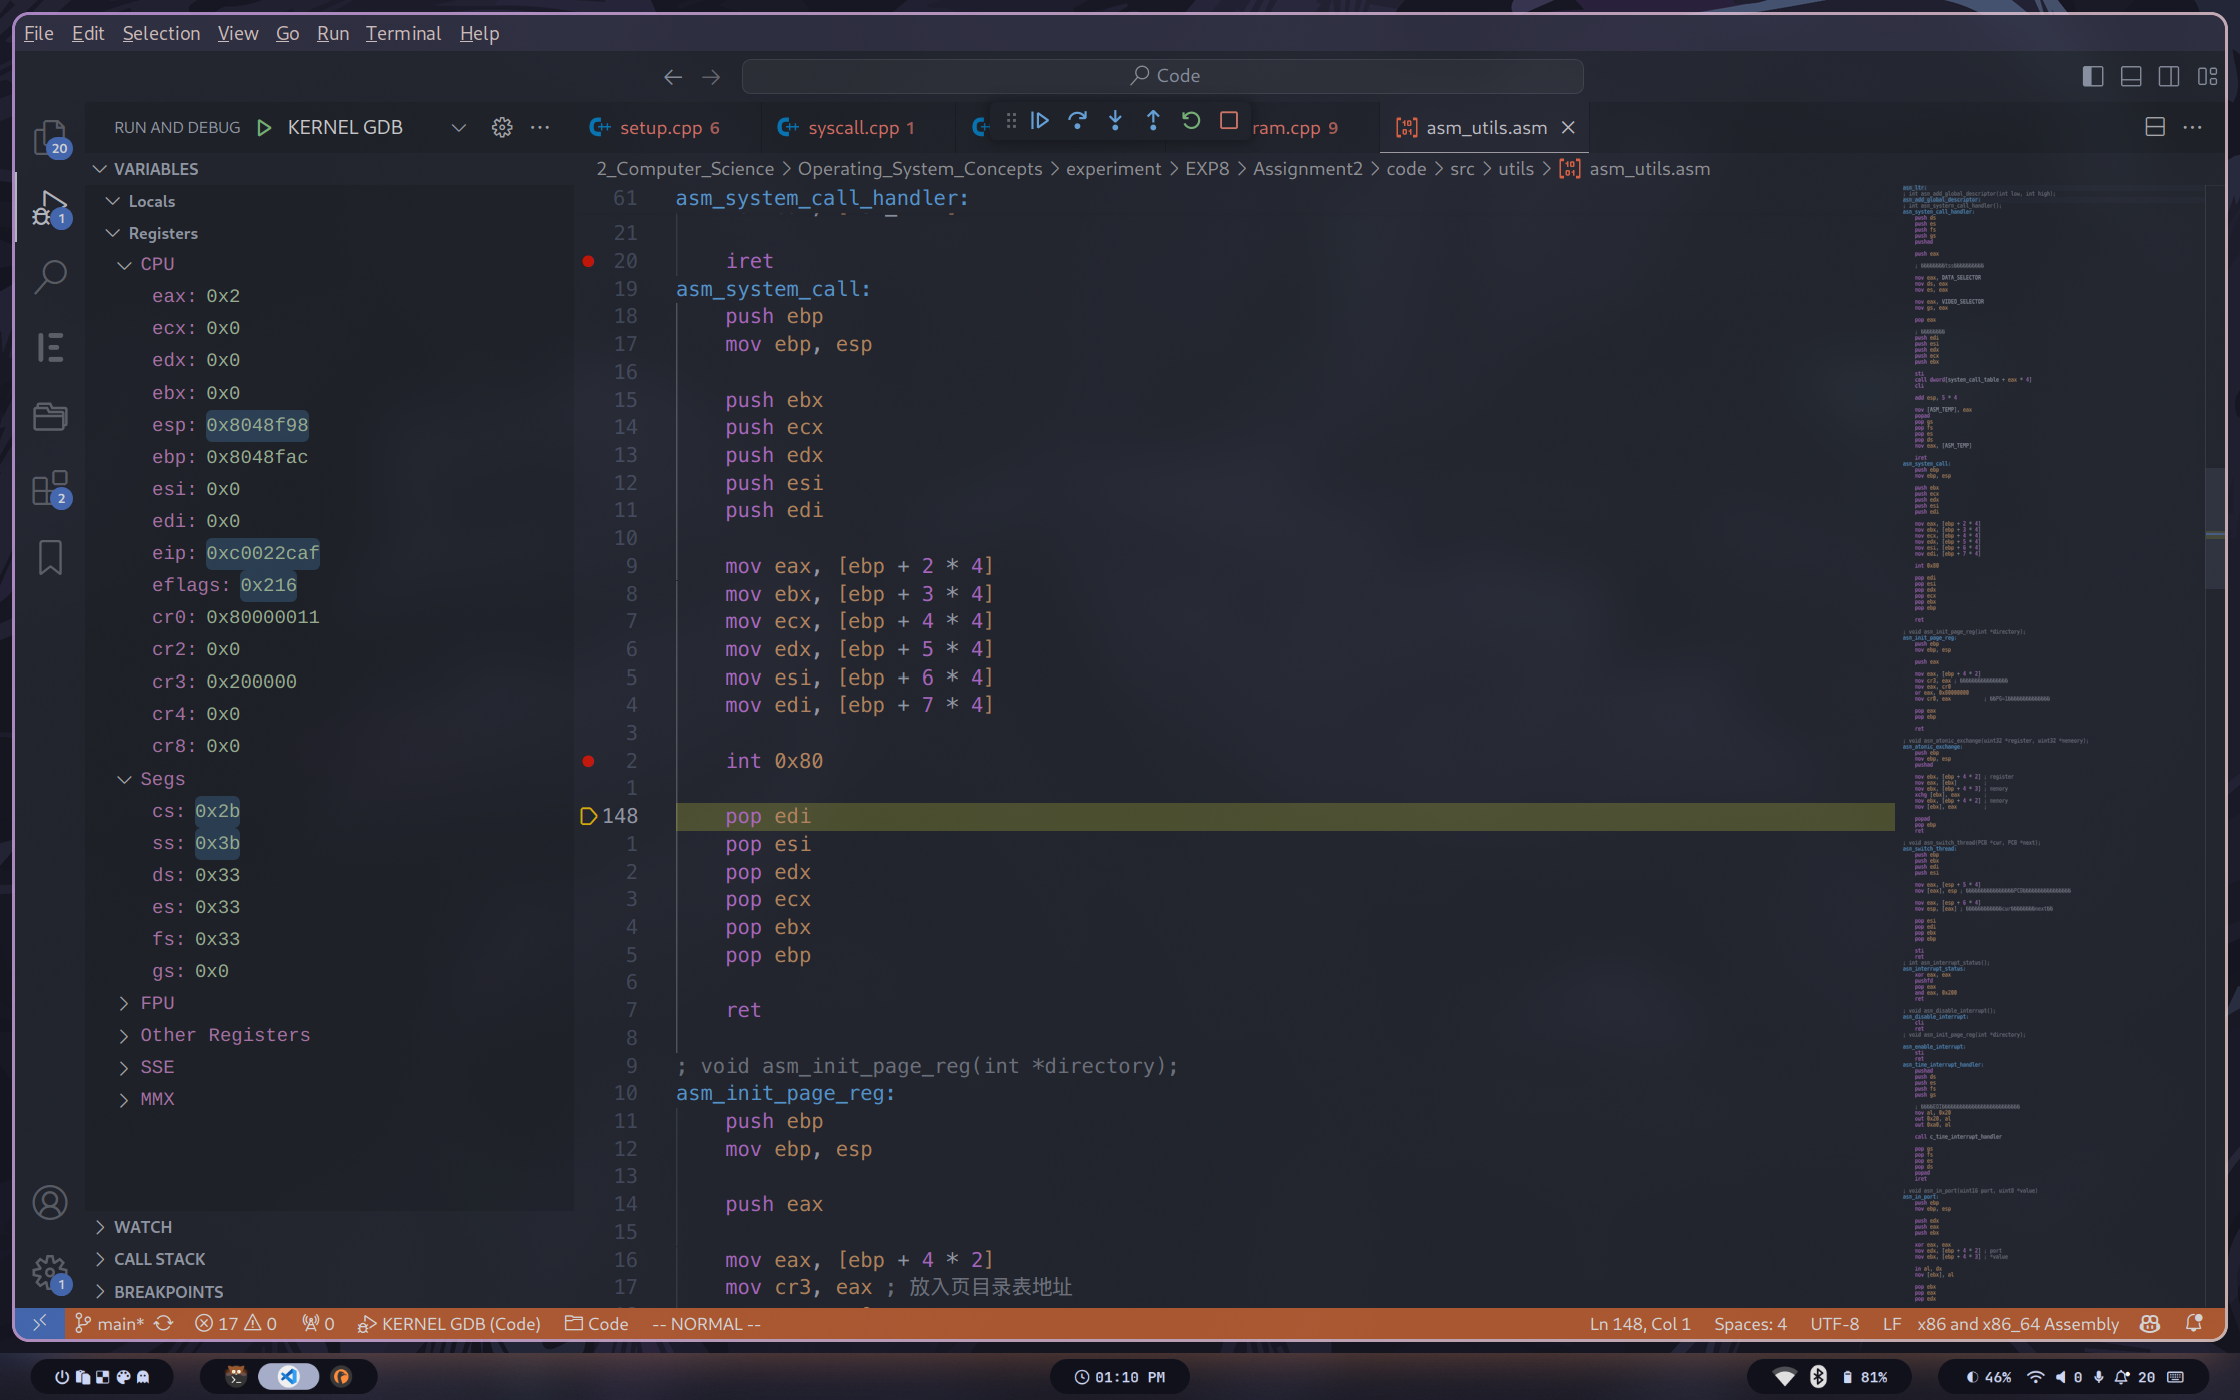 File Edit Selection View Go Run Terminal Help
Code
RUN AND DEBUG KERNEL GDB
setup.cpp 6
syscall.cpp 1
ram.cpp 9
asm_utils.asm
2_Computer_Science > Operating_System_Concepts > experiment > EXP8 > Assignment2 > code > src > utils > asm_utils.asm
20
1
2
1
VARIABLES
Locals
Registers
CPU
eax: 0x2
ecx: 0x0
edx: 0x0
ebx: 0x0
esp: 0x8048f98
ebp: 0x8048fac
esi: 0x0
edi: 0x0
eip: 0xc0022caf
eflags: 0x216
cr0: 0x80000011
cr2: 0x0
cr3: 0x200000
cr4: 0x0
cr8: 0x0
Segs
cs: 0x2b
ss: 0x3b
ds: 0x33
es: 0x33
fs: 0x33
gs: 0x0
FPU
Other Registers
SSE
MMX
WATCH
CALL STACK
BREAKPOINTS
61 asm_system_call_handler:
21
20 iret
19 asm_system_call:
18 push ebp
17 mov ebp, esp
16
15 push ebx
14 push ecx
13 push edx
12 push esi
11 push edi
10
9 mov eax, [ebp + 2 * 4]
8 mov ebx, [ebp + 3 * 4]
7 mov ecx, [ebp + 4 * 4]
6 mov edx, [ebp + 5 * 4]
5 mov esi, [ebp + 6 * 4]
4 mov edi, [ebp + 7 * 4]
3
2 int 0x80
1
148 pop edi
1 pop esi
2 pop edx
3 pop ecx
4 pop ebx
5 pop ebp
6
7 ret
8
9 ; void asm_init_page_reg(int *directory);
10 asm_init_page_reg:
11 push ebp
12 mov ebp, esp
13
14 push eax
15
16 mov eax, [ebp + 4 * 2]
17 mov cr3, eax ; 放入页目录表地址
main* 17 0 0 KERNEL GDB (Code) Code -- NORMAL -- Ln 148, Col 1 Spaces: 4 UTF-8 LF x86 and x86_64 Assembly
01:10 PM 81% 46% 0 20